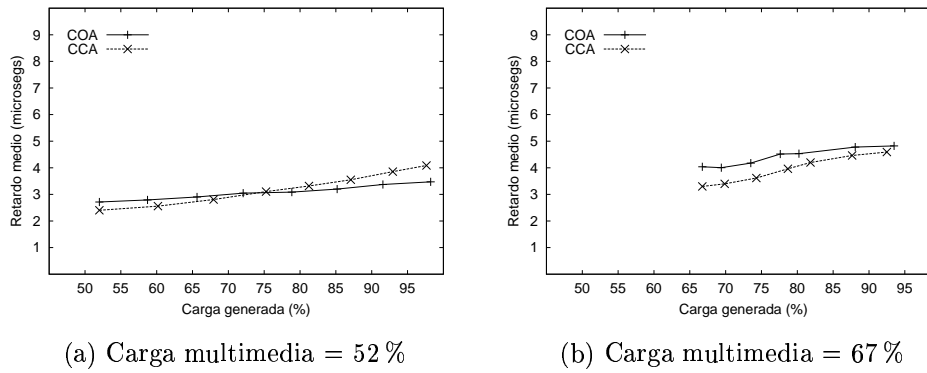 9
8
7
6
5
4
3
2
1
Retardo medio (microsegs)
COA
CCA
50 55 60 65 70 75 80 85 90 95
Carga generada (%)
(a) Carga multimedia = 52 %
9
8
7
6
5
4
3
2
1
Retardo medio (microsegs)
COA
CCA
50 55 60 65 70 75 80 85 90 95
Carga generada (%)
(b) Carga multimedia = 67 %